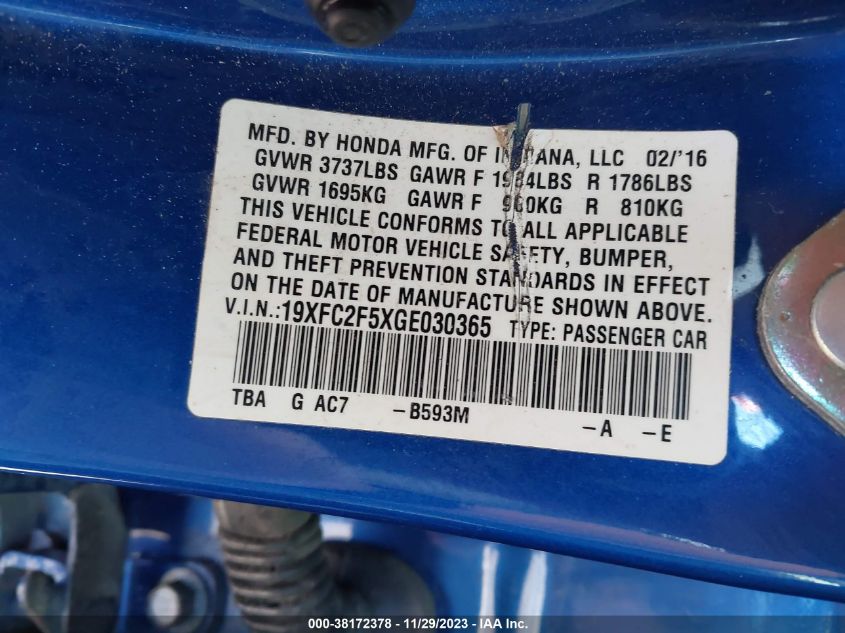 MFD. BY HONDA MFG. OF LLC 02/'16
GVWR 3737LBS GAWR F LBS R 1786LBS
GVWR 1695KG GAWR F KG R 810KG
THIS VEHICLE CONFORMS TO ALL APPLICABLE
FEDERAL MOTOR VEHICLE SAFETY, BUMPER,
AND THEFT PREVENTION STANDARDS IN EFFECT
ON THE DATE OF MANUFACTURE SHOWN ABOVE.
V.I.N.: 19XFC2F5XGE030365 TYPE: PASSENGER CAR
TBA G AC7 -B593M -A -E
000-38172378 - 11/29/2023 - IAA Inc.